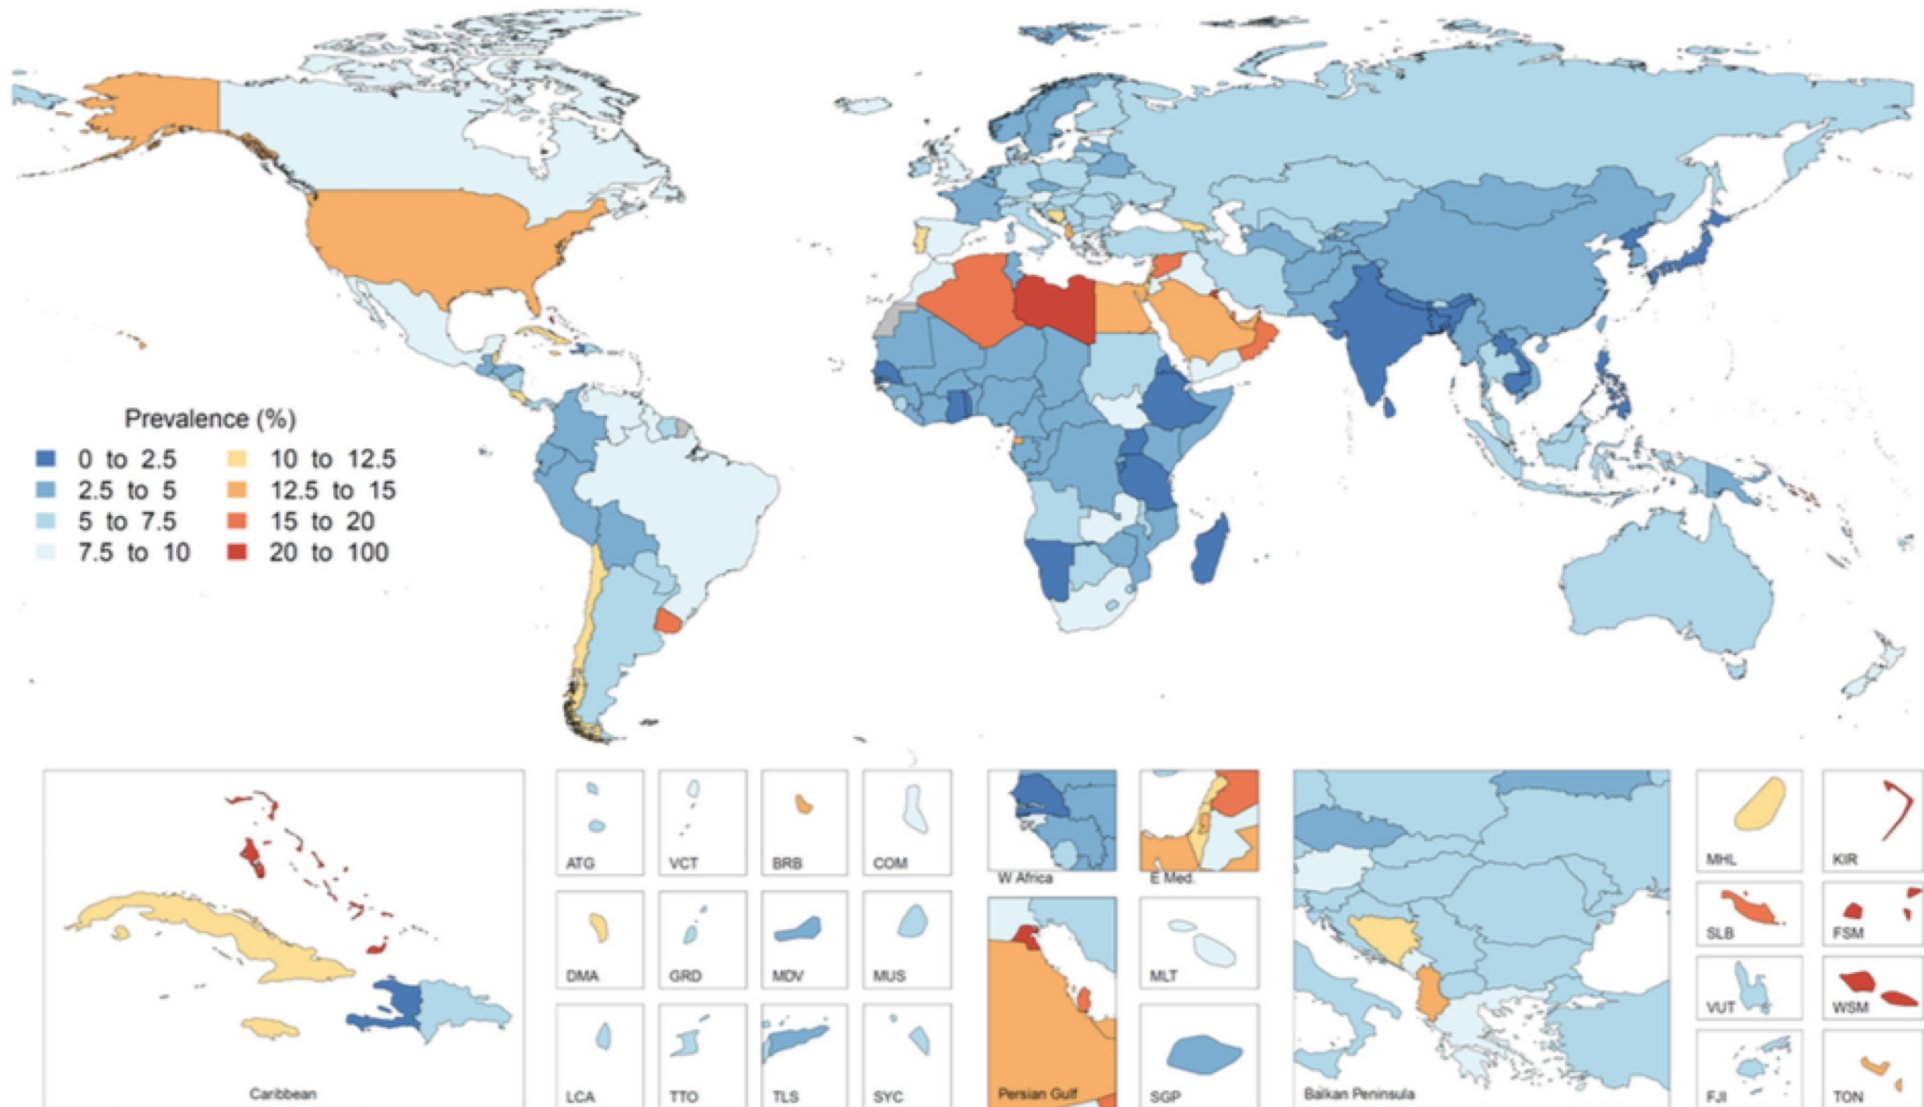 Prevalence (%)
0 to 2.5
2.5 to 5
5 to 7.5
7.5 to 10
10 to 12.5
12.5 to 15
15 to 20
20 to 100
Caribbean
ATG
VCT
BRB
COM
DMA
GRD
MDV
MUS
LCA
TTO
TLS
SYC
W Africa
E Med.
Persian Gulf
MLT
SGP
Balkan Peninsula
MHL
KIR
SLB
FSM
VUT
WSM
FJI
TON